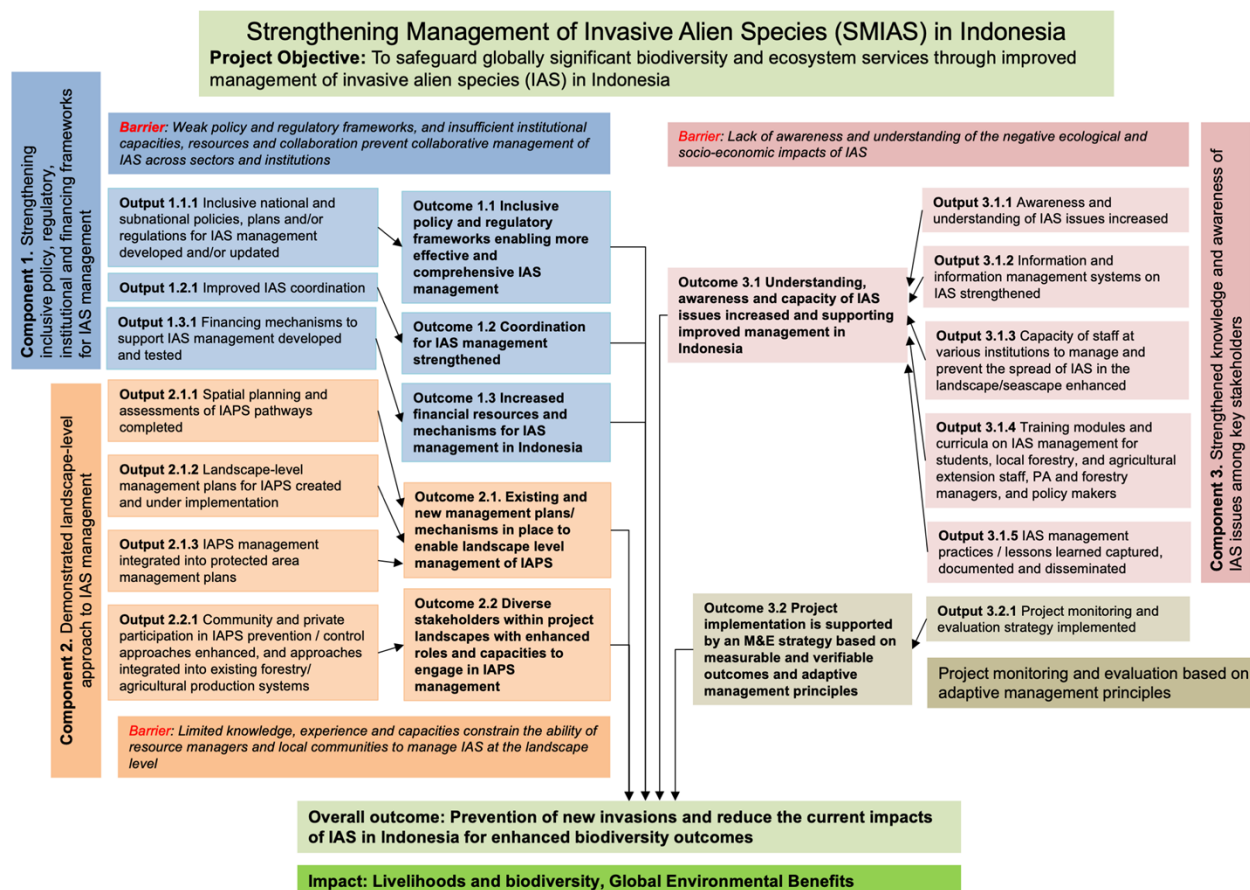 Strengthening Management of Invasive Alien Species (SMIAS) in Indonesia
Project Objective: To safeguard globally significant biodiversity and ecosystem services through improved
management of invasive alien species (IAS) in Indonesia
Component 1. Strengthening
inclusive policy, regulatory,
institutional and financing frameworks
for IAS management
Barrier: Weak policy and regulatory frameworks, and insufficient institutional
capacities, resources and collaboration prevent collaborative management of
IAS across sectors and institutions
Output 1.1.1 Inclusive national and
subnational policies, plans and/or
regulations for IAS management
developed and/or updated
Output 1.2.1 Improved IAS coordination
Output 1.3.1 Financing mechanisms to
support IAS management developed
and tested
Outcome 1.1 Inclusive
policy and regulatory
frameworks enabling more
effective and
comprehensive IAS
management
Outcome 1.2 Coordination
for IAS management
strengthened
Outcome 1.3 Increased
financial resources and
mechanisms for IAS
management in Indonesia
Component 2. Demonstrated landscape-level
approach to IAS management
Output 2.1.1 Spatial planning and
assessments of IAPS pathways
completed
Output 2.1.2 Landscape-level
management plans for IAPS created
and under implementation
Output 2.1.3 IAPS management
integrated into protected area
management plans
Output 2.2.1 Community and private
participation in IAPS prevention / control
approaches enhanced, and approaches
integrated into existing forestry/
agricultural production systems
Outcome 2.1. Existing and
new management plans/
mechanisms in place to
enable landscape level
management of IAPS
Outcome 2.2 Diverse
stakeholders within project
landscapes with enhanced
roles and capacities to
engage in IAPS
management
Barrier: Limited knowledge, experience and capacities constrain the ability of
resource managers and local communities to manage IAS at the landscape
level
Barrier: Lack of awareness and understanding of the negative ecological and
socio-economic impacts of IAS
Outcome 3.1 Understanding,
awareness and capacity of IAS
issues increased and supporting
improved management in
Indonesia
Output 3.1.1 Awareness and
understanding of IAS issues increased
Output 3.1.2 Information and
information management systems on
IAS strengthened
Output 3.1.3 Capacity of staff at
various institutions to manage and
prevent the spread of IAS in the
landscape/seascape enhanced
Output 3.1.4 Training modules and
curricula on IAS management for
students, local forestry, and agricultural
extension staff, PA and forestry
managers, and policy makers
Output 3.1.5 IAS management
practices / lessons learned captured,
documented and disseminated
Component 3. Strengthened knowledge and awareness of
IAS issues among key stakeholders
Outcome 3.2 Project
implementation is supported
by an M&E strategy based on
measurable and verifiable
outcomes and adaptive
management principles
Output 3.2.1 Project monitoring and
evaluation strategy implemented
Project monitoring and evaluation based on
adaptive management principles
Overall outcome: Prevention of new invasions and reduce the current impacts
of IAS in Indonesia for enhanced biodiversity outcomes
Impact: Livelihoods and biodiversity, Global Environmental Benefits